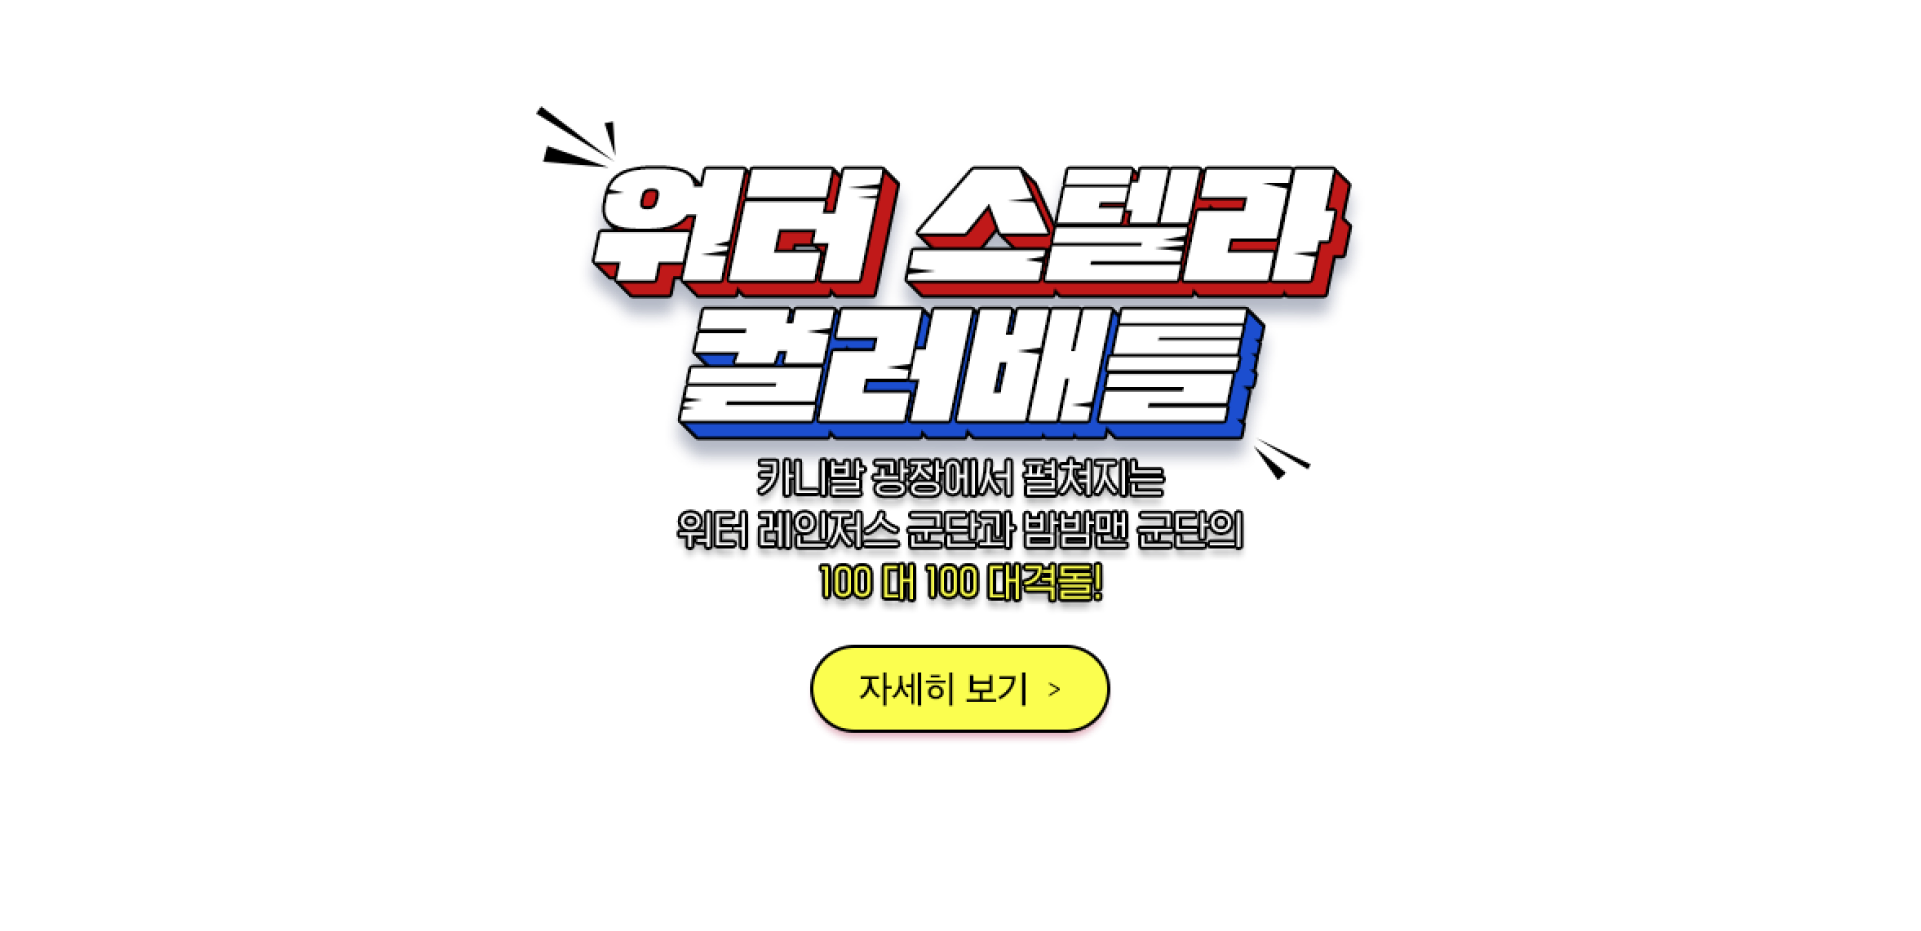 워터 스텔라
컬러배틀
카니발 광장에서 펼쳐지는
워터 레인저스 군단과 밤밤맨 군단의
100 대 100 대격돌!
자세히 보기 >